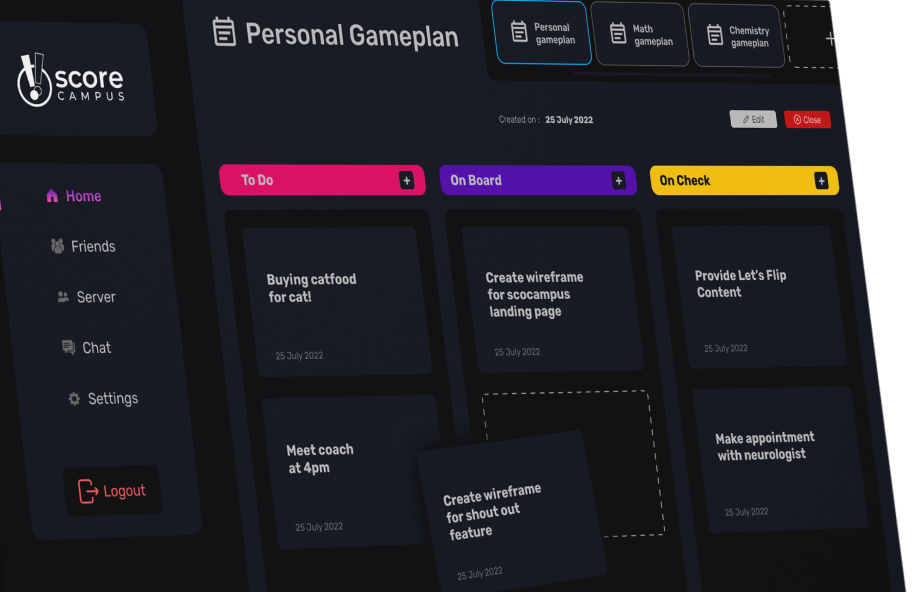 score
CAMPUS
Home
Friends
Server
Chat
Settings
Logout
Personal Gameplan
Personal
gameplan
Math
gameplan
Chemistry
gameplan
+
Created on : 25 July 2022
Edit
Close
To Do +
Buying catfood
for cat!
25 July 2022
Meet coach
at 4pm
25 July 2022
On Board +
Create wireframe
for scocampus
landing page
25 July 2022
Create wireframe
for shout out
feature
25 July 2022
On Check +
Provide Let's Flip
Content
25 July 2022
Make appointment
with neurologist
25 July 2022